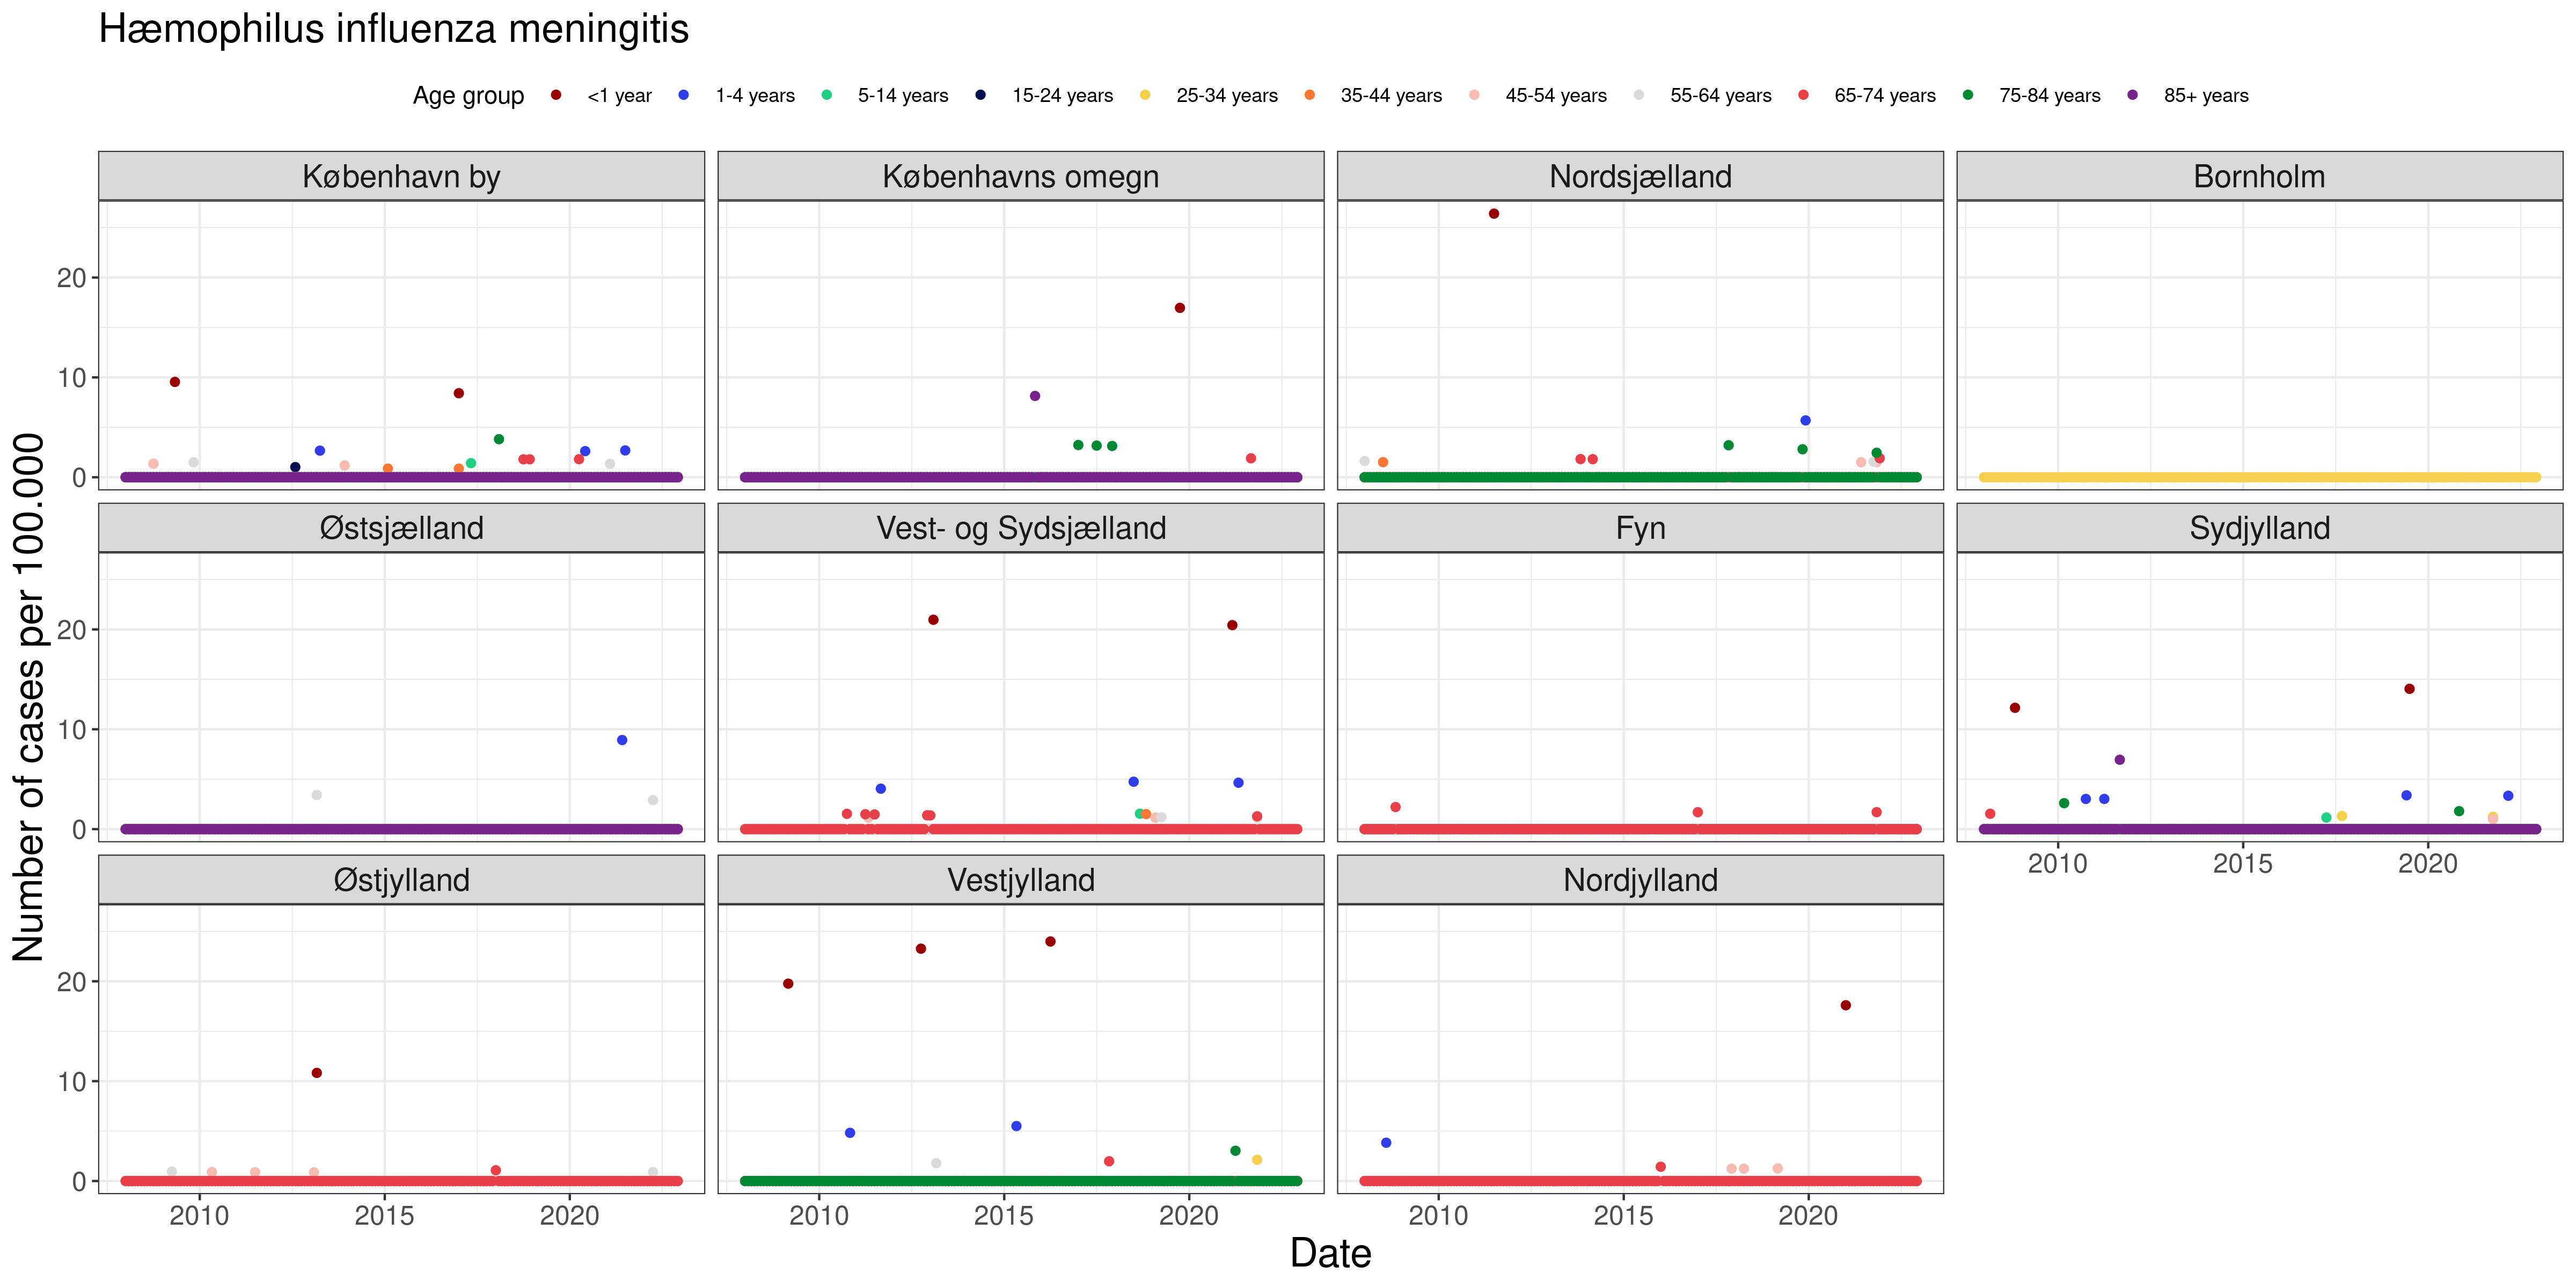 Hæmophilus influenza meningitis
Age group <1 year 1-4 years 5-14 years 15-24 years 25-34 years 35-44 years 45-54 years 55-64 years 65-74 years 75-84 years 85+ years
København by Københavns omegn Nordsjælland Bornholm
20
10
0
Østsjælland Vest- og Sydsjælland Fyn Sydjylland
20
10
0
2010 2015 2020
Østjylland Vestjylland Nordjylland
20
10
0
2010 2015 2020 2010 2015 2020 2010 2015 2020
Date
Number of cases per 100.000